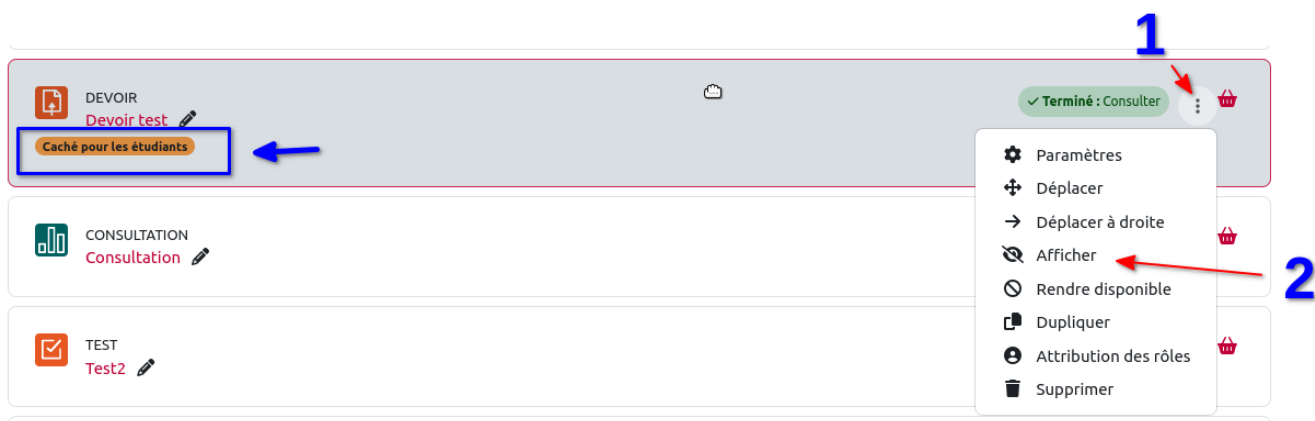 1
DEVOIR
Devoir test
✓ Terminé : Consulter
Caché pour les étudiants
Paramètres
Déplacer
Déplacer à droite
Afficher
2
Rendre disponible
Dupliquer
Attribution des rôles
Supprimer
CONSULTATION
Consultation
TEST
Test2